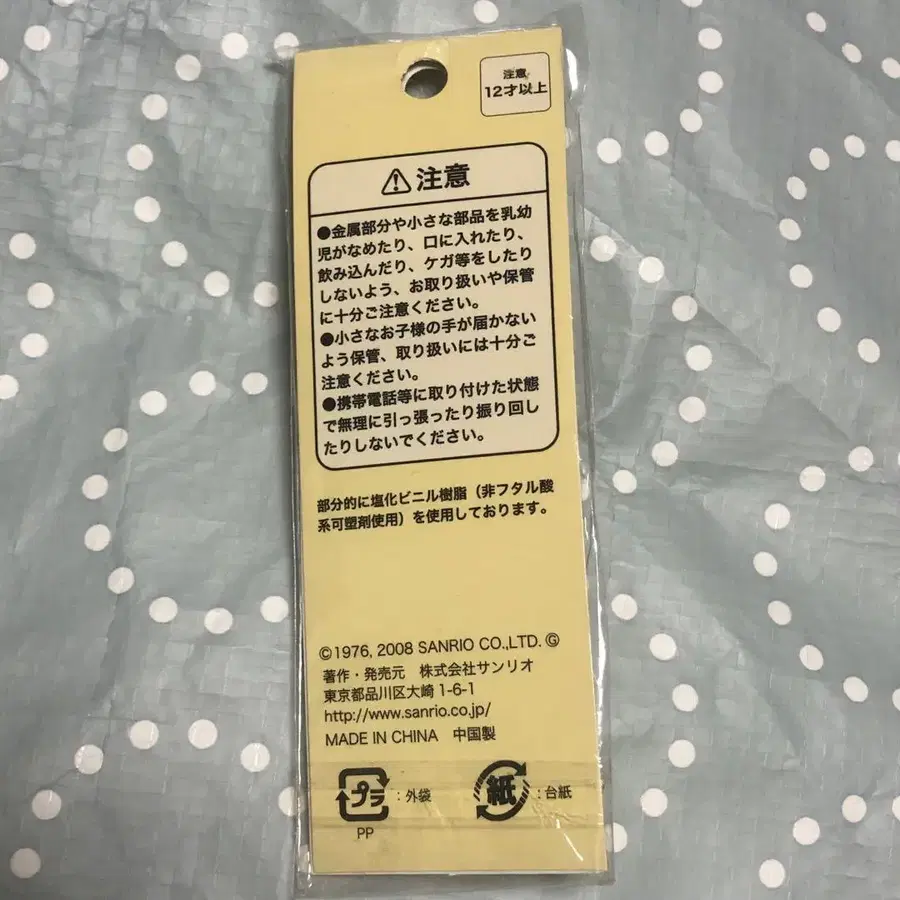 注意
12才以上
注意
●金属部分や小さな部品を乳幼
児がなめたり、口に入れたり、
飲み込んだり、ケガ等をしたり
しないよう、お取り扱いや保管
に十分ご注意ください。
●小さなお子様の手が届かない
よう保管、取り扱いには十分ご
注意ください。
●携帯電話等に取り付けた状態
で無理に引っ張ったり振り回し
たりしないでください。
部分的に塩化ビニル樹脂（非フタル酸
系可塑剤使用）を使用しております。
©1976, 2008 SANRIO CO.,LTD. Ⓖ
著作・発売元 株式会社サンリオ
東京都品川区大崎 1-6-1
http://www.sanrio.co.jp/
MADE IN CHINA 中国製
プラ：外袋 紙：台紙
PP